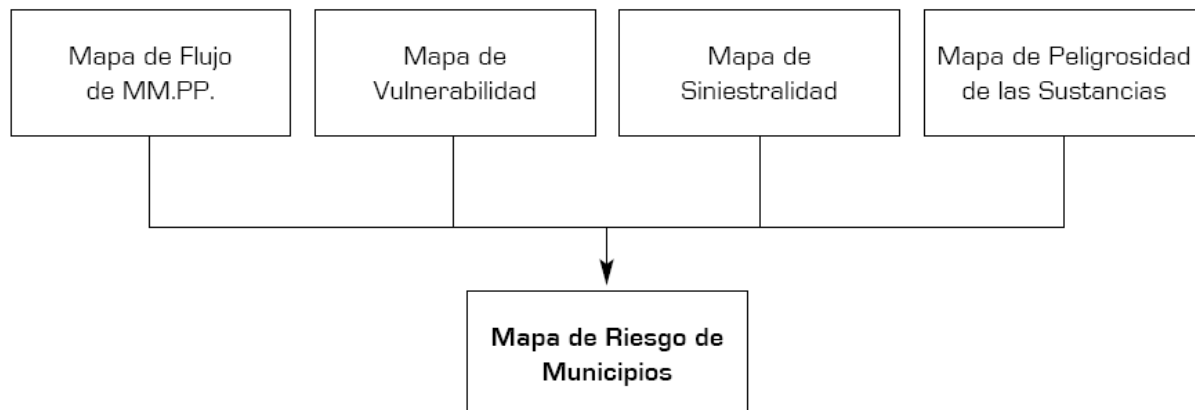 Mapa de Flujo
de MM.PP.
Mapa de
Vulnerabilidad
Mapa de
Siniestralidad
Mapa de Peligrosidad
de las Sustancias
Mapa de Riesgo de
Municipios